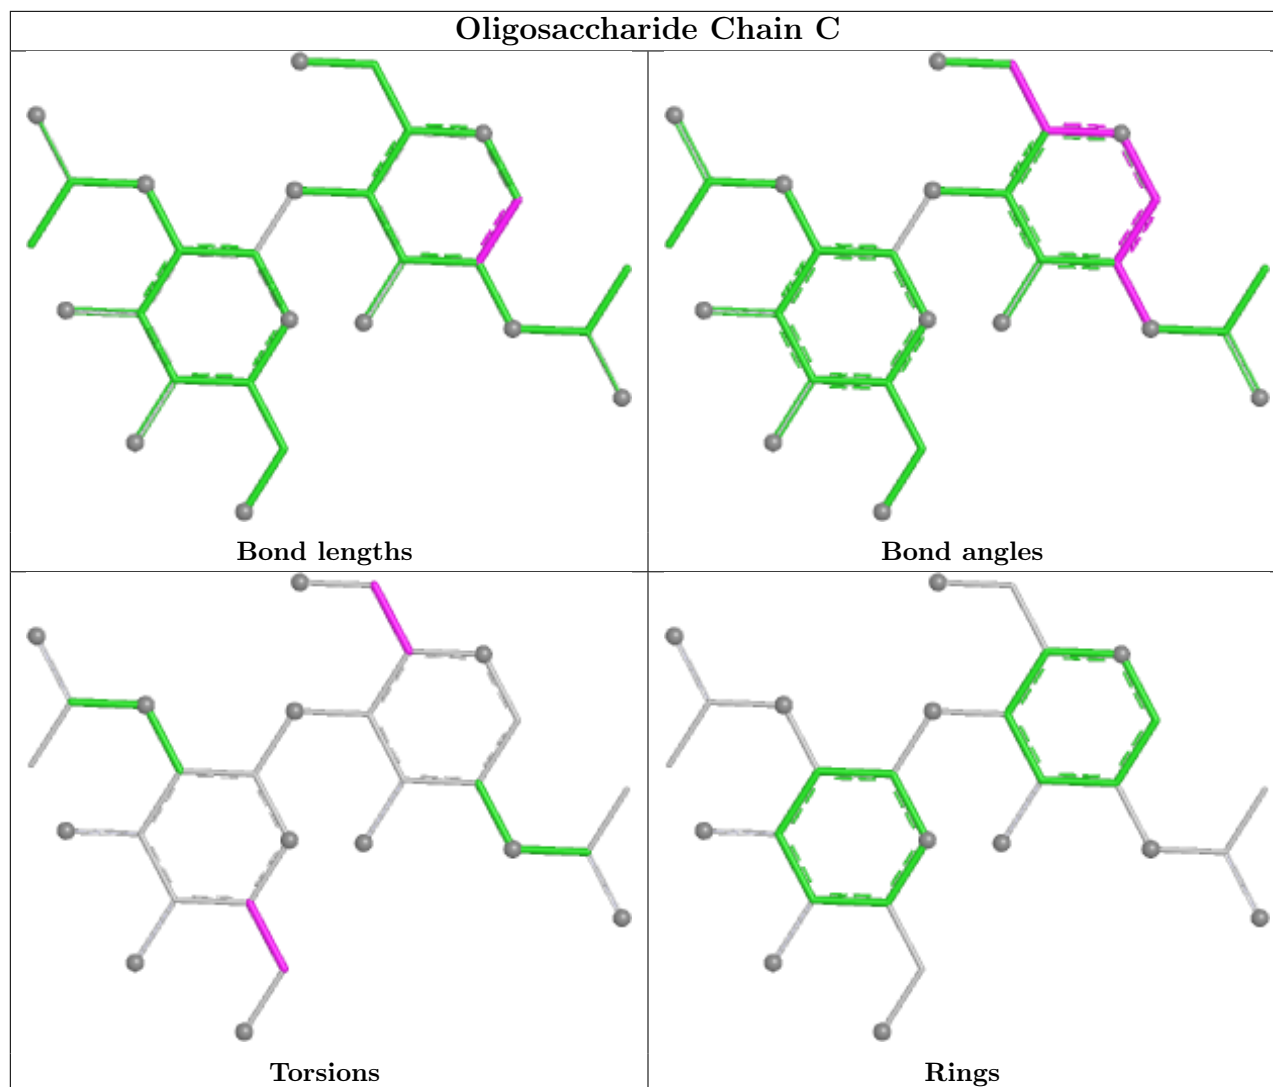 Oligosaccharide Chain C
Bond lengths
Bond angles
Torsions
Rings